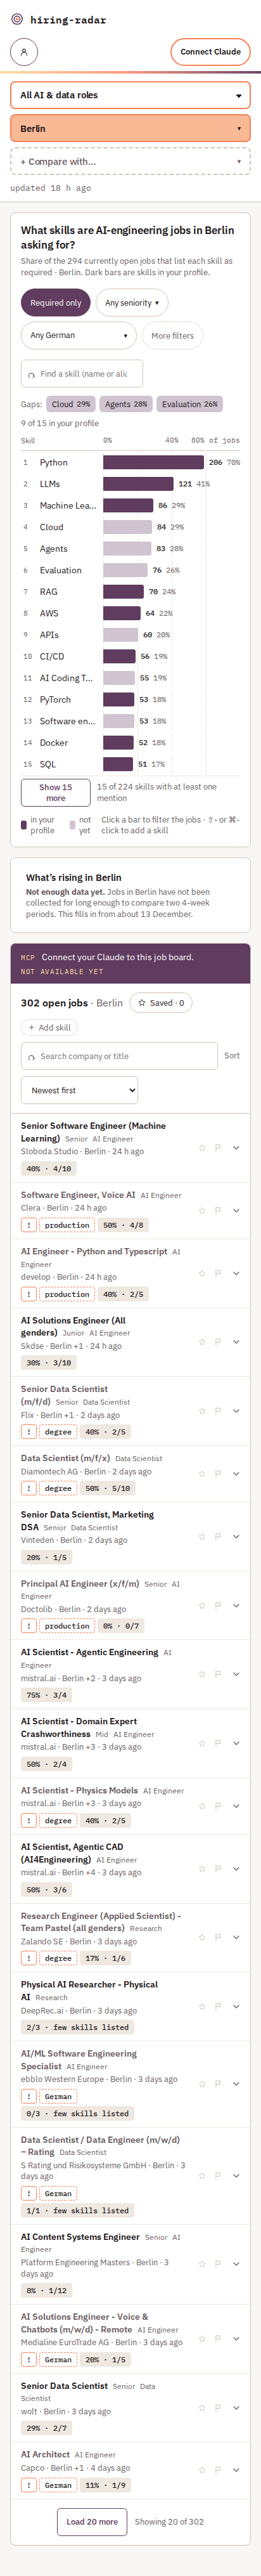 hiring-radar
Connect Claude
All AI & data roles
Berlin
+ Compare with...
updated 18 h ago
What skills are AI-engineering jobs in Berlin
asking for?
Share of the 294 currently open jobs that list each skill as
required · Berlin. Dark bars are skills in your profile.
Required only
Any seniority
Any German
More filters
Find a skill (name or alia
Gaps: Cloud 29% Agents 28% Evaluation 26%
9 of 15 in your profile
Skill 0% 40% 80% of jobs
1 Python 206 70%
2 LLMs 121 41%
3 Machine Lea... 86 29%
4 Cloud 84 29%
5 Agents 83 28%
6 Evaluation 76 26%
7 RAG 70 24%
8 AWS 64 22%
9 APIs 60 20%
10 CI/CD 56 19%
11 AI Coding T... 55 19%
12 PyTorch 53 18%
13 Software en... 53 18%
14 Docker 52 18%
15 SQL 51 17%
Show 15
more
15 of 224 skills with at least one
mention
in your
profile
not
yet
Click a bar to filter the jobs · ⇧- or ⌘-
click to add a skill
What's rising in Berlin
Not enough data yet. Jobs in Berlin have not been
collected for long enough to compare two 4-week
periods. This fills in from about 13 December.
MCP Connect your Claude to this job board.
NOT AVAILABLE YET
302 open jobs · Berlin
Saved · 0
+ Add skill
Search company or title
Sort
Newest first
Senior Software Engineer (Machine
Learning) Senior AI Engineer
Sloboda Studio · Berlin · 24 h ago
40% · 4/10
Software Engineer, Voice AI AI Engineer
Clera · Berlin · 24 h ago
! production 50% · 4/8
AI Engineer - Python and Typescript AI
Engineer
develop · Berlin · 24 h ago
! production 40% · 2/5
AI Solutions Engineer (All
genders) Junior AI Engineer
Skdse · Berlin +1 · 24 h ago
30% · 3/10
Senior Data Scientist
(m/f/d) Senior Data Scientist
Flix · Berlin +1 · 2 days ago
! degree 40% · 2/5
Data Scientist (m/f/x) Data Scientist
Diamontech AG · Berlin · 2 days ago
! degree 50% · 5/10
Senior Data Scientist, Marketing
DSA Senior Data Scientist
Vinteden · Berlin · 2 days ago
20% · 1/5
Principal AI Engineer (x/f/m) Senior AI
Engineer
Doctolib · Berlin · 2 days ago
! production 0% · 0/7
AI Scientist - Agentic Engineering AI
Engineer
mistral.ai · Berlin +2 · 3 days ago
75% · 3/4
AI Scientist - Domain Expert
Crashworthiness Mid AI Engineer
mistral.ai · Berlin +3 · 3 days ago
50% · 2/4
AI Scientist - Physics Models AI Engineer
mistral.ai · Berlin +3 · 3 days ago
! degree 40% · 2/5
AI Scientist, Agentic CAD
(AI4Engineering) AI Engineer
mistral.ai · Berlin +4 · 3 days ago
50% · 3/6
Research Engineer (Applied Scientist) -
Team Pastel (all genders) Research
Zalando SE · Berlin · 3 days ago
! degree 17% · 1/6
Physical AI Researcher - Physical
AI Research
DeepRec.ai · Berlin · 3 days ago
2/3 · few skills listed
AI/ML Software Engineering
Specialist AI Engineer
ebblo Western Europe · Berlin · 3 days ago
! German
0/3 · few skills listed
Data Scientist / Data Engineer (m/w/d)
– Rating Data Scientist
S Rating und Risikosysteme GmbH · Berlin · 3
days ago
! German
1/1 · few skills listed
AI Content Systems Engineer Senior AI
Engineer
Platform Engineering Masters · Berlin · 3
days ago
8% · 1/12
AI Solutions Engineer - Voice &
Chatbots (m/w/d) - Remote AI Engineer
Medialine EuroTrade AG · Berlin · 3 days ago
! German 20% · 1/5
Senior Data Scientist Senior Data
Scientist
wolt · Berlin · 3 days ago
29% · 2/7
AI Architect AI Engineer
Capco · Berlin +1 · 4 days ago
! German 11% · 1/9
Load 20 more
Showing 20 of 302